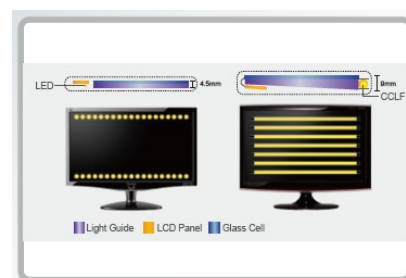 LED
4.5mm
9mm
CCLF
Light Guide LCD Panel Glass Cell